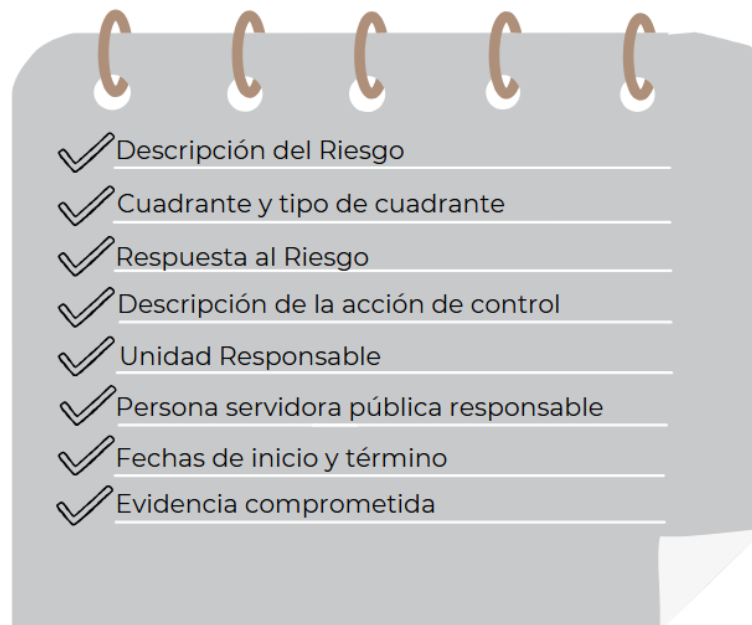 Descripción del Riesgo
Cuadrante y tipo de cuadrante
Respuesta al Riesgo
Descripción de la acción de control
Unidad Responsable
Persona servidora pública responsable
Fechas de inicio y término
Evidencia comprometida